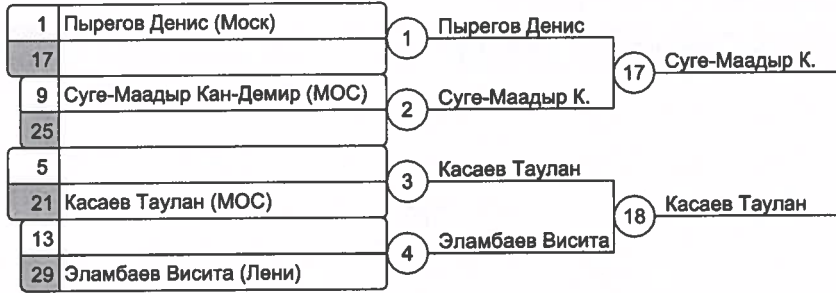 1 Пырегов Денис (Моск)
1 Пырегов Денис
17
17 Суге-Маадыр К.
9 Суге-Маадыр Кан-Демир (МОС)
2 Суге-Маадыр К.
25
5
3 Касаев Таулан
21 Касаев Таулан (МОС)
18 Касаев Таулан
13
4 Эламбаев Висита
29 Эламбаев Висита (Лени)